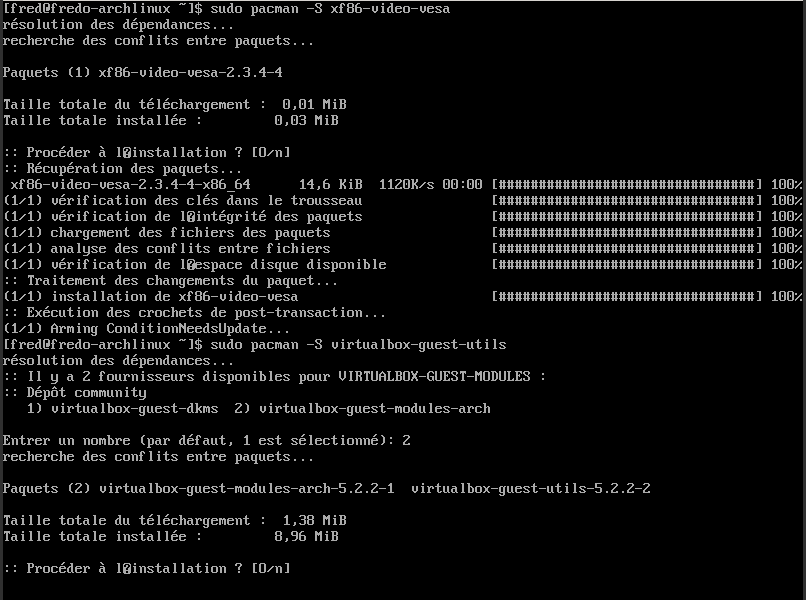 [fred@fredo-archlinux ~]$ sudo pacman -S xf86-video-vesa
résolution des dépendances...
recherche des conflits entre paquets...
Paquets (1) xf86-video-vesa-2.3.4-4
Taille totale du téléchargement :  0,01 MiB
Taille totale installée :         0,03 MiB
:: Procéder à l�installation ? [O/n]
:: Récupération des paquets...
 xf86-video-vesa-2.3.4-4-x86_64      14,6 KiB  1120K/s 00:00 [################################] 100%
(1/1) vérification des clés dans le trousseau                [################################] 100%
(1/1) vérification de l�intégrité des paquets                [################################] 100%
(1/1) chargement des fichiers des paquets                    [################################] 100%
(1/1) analyse des conflits entre fichiers                    [################################] 100%
(1/1) vérification de l�espace disque disponible             [################################] 100%
:: Traitement des changements du paquet...
(1/1) installation de xf86-video-vesa                        [################################] 100%
:: Exécution des crochets de post-transaction...
(1/1) Arming ConditionNeedsUpdate...
[fred@fredo-archlinux ~]$ sudo pacman -S virtualbox-guest-utils
résolution des dépendances...
:: Il y a 2 fournisseurs disponibles pour VIRTUALBOX-GUEST-MODULES :
:: Dépôt community
   1) virtualbox-guest-dkms  2) virtualbox-guest-modules-arch
Entrer un nombre (par défaut, 1 est sélectionné): 2
recherche des conflits entre paquets...
Paquets (2) virtualbox-guest-modules-arch-5.2.2-1  virtualbox-guest-utils-5.2.2-2
Taille totale du téléchargement :  1,38 MiB
Taille totale installée :         8,96 MiB
:: Procéder à l�installation ? [O/n]